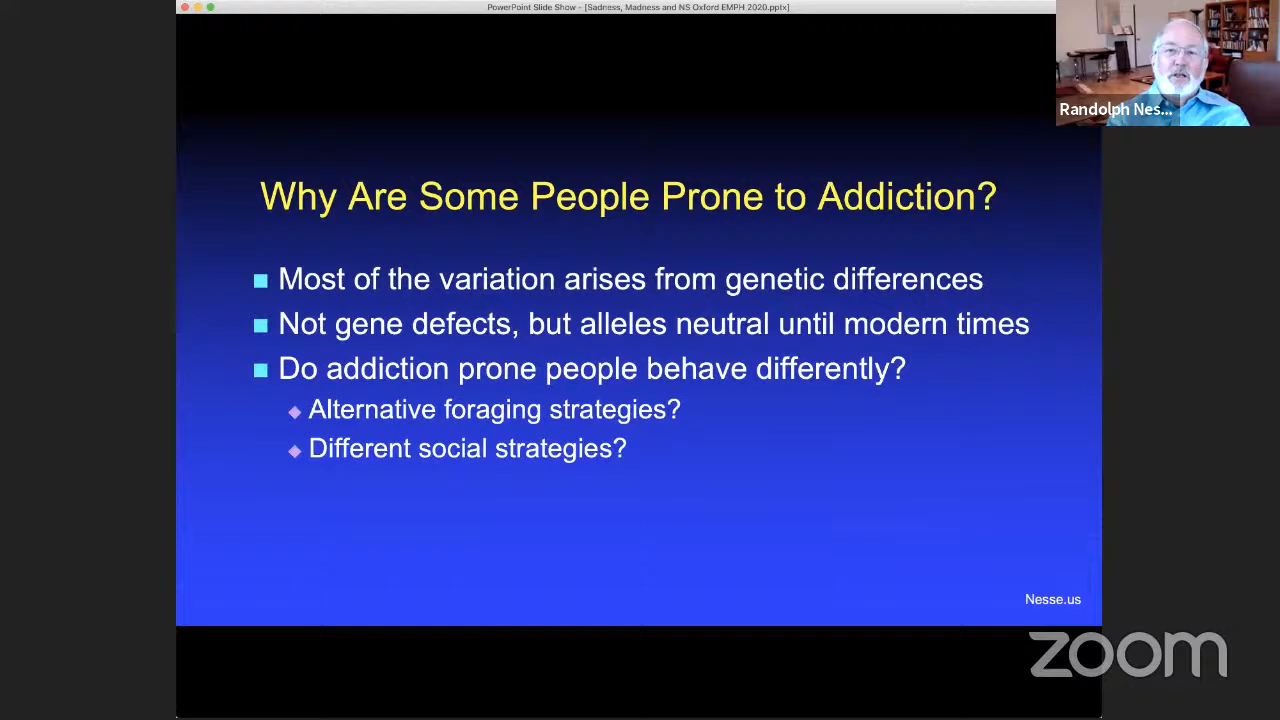 PowerPoint Slide Show - [Sadness, Madness and NS Oxford EMPH 2020.pptx]
Randolph Nes...
Why Are Some People Prone to Addiction?
Most of the variation arises from genetic differences
Not gene defects, but alleles neutral until modern times
Do addiction prone people behave differently?
Alternative foraging strategies?
Different social strategies?
Nesse.us
zoom